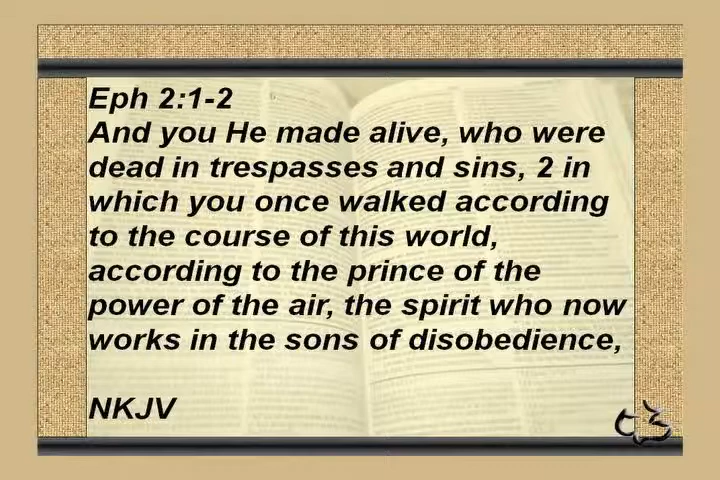 Eph 2:1-2
And you He made alive, who were
dead in trespasses and sins, 2 in
which you once walked according
to the course of this world,
according to the prince of the
power of the air, the spirit who now
works in the sons of disobedience,
NKJV